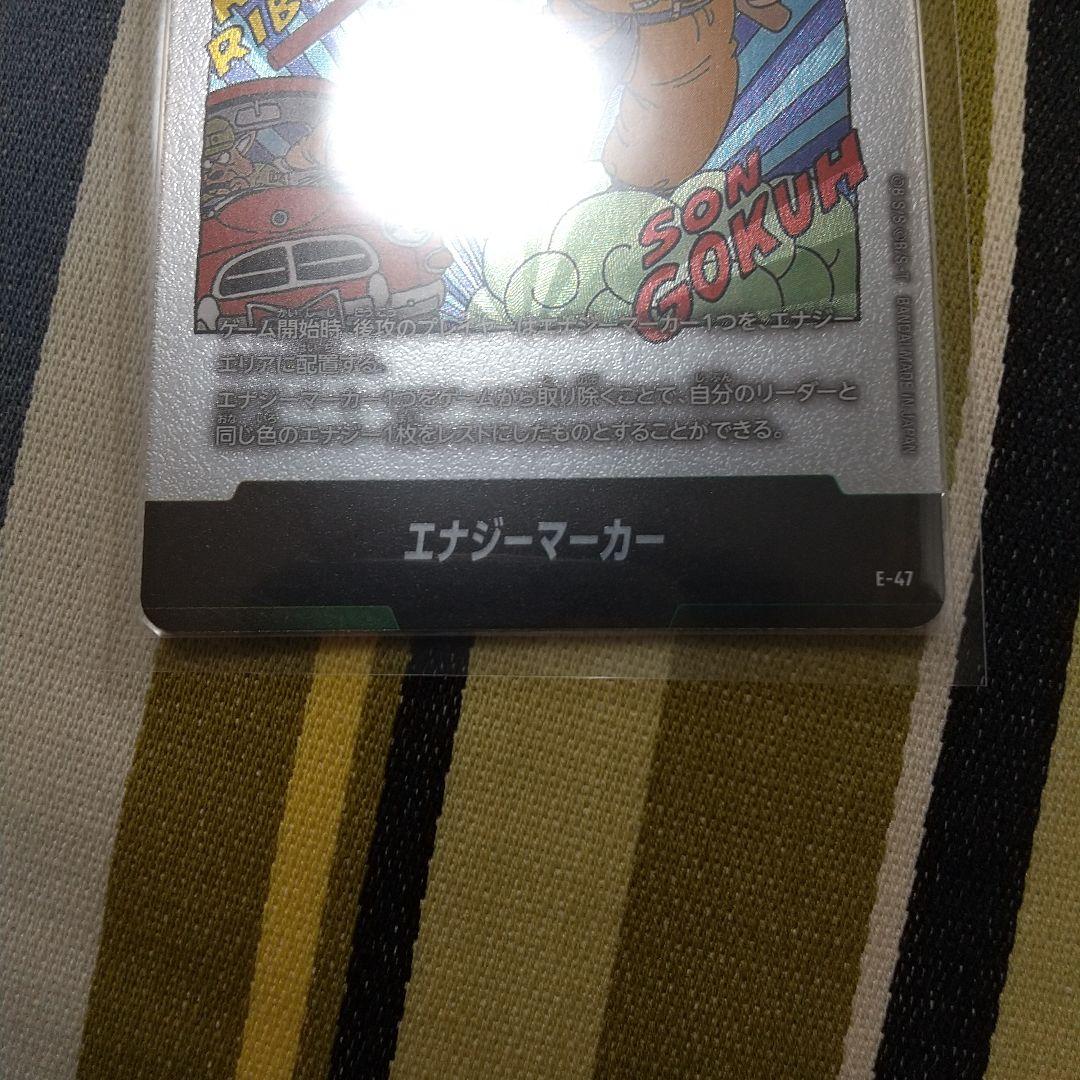 RIB
SON
GOKUH
ゲーム開始時、後攻のプレイヤーはエナジーマーカー1つを、エナジー
エリアに配置する。
エナジーマーカー1つをゲームから取り除くことで、自分のリーダーと
同じ色のエナジー1枚をレストにしたものとすることができる。
エナジーマーカー
E-47
©B.S./S ©B.S./S.,T BANDAI MADE IN JAPAN